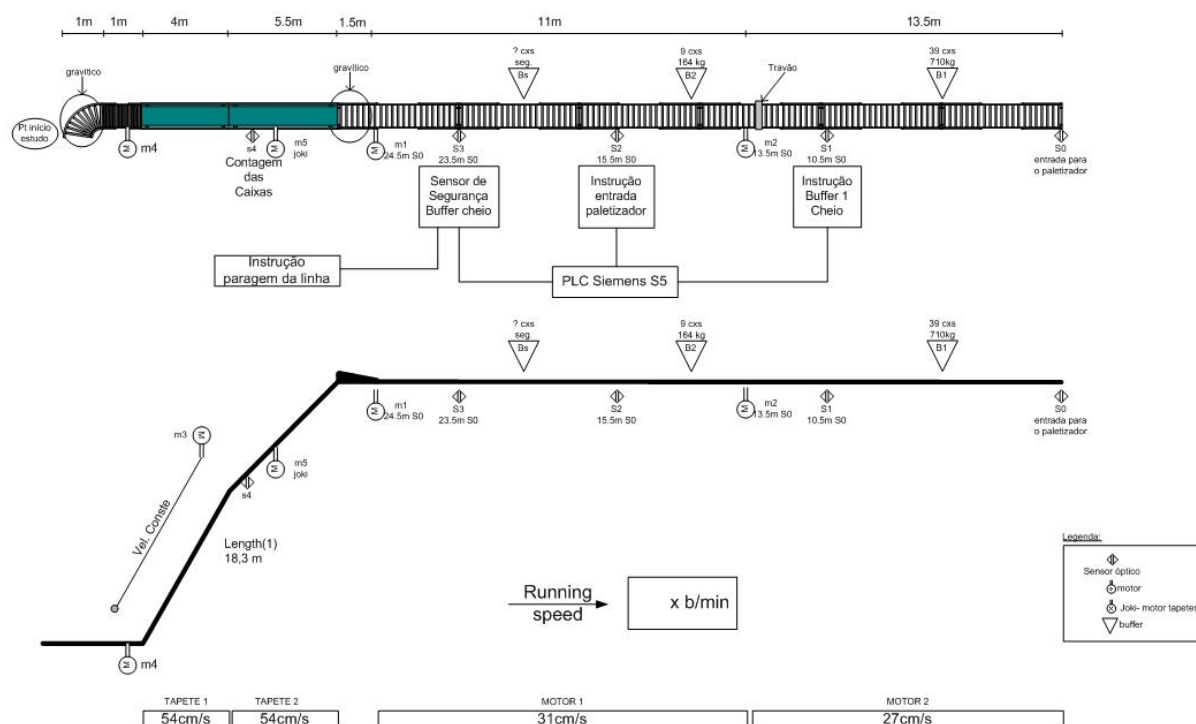 1m 1m 4m 5.5m 1.5m 11m 13.5m
gravítico
gravítico
? cxs
seg.
Bs
9 cxs
164 kg
B2
Travão
39 cxs
710kg
B1
Pt início
estudo
M
m4
s4
Contagem
das
Caixas
M
m5
joki
M
m1
24.5m S0
S3
23.5m S0
S2
15.5m S0
M
m2
13.5m S0
S1
10.5m S0
S0
entrada para
o paletizador
Sensor de
Segurança
Buffer cheio
Instrução
entrada
paletizador
Instrução
Buffer 1
Cheio
Instrução
paragem da linha
PLC Siemens S5
? cxs
seg.
Bs
9 cxs
164 kg
B2
39 cxs
710kg
B1
M
m1
24.5m S0
S3
23.5m S0
S2
15.5m S0
M
m2
13.5m S0
S1
10.5m S0
S0
entrada para
o paletizador
m3
M
M
m5
joki
s4
Vel. Conste
Length(1)
18,3 m
M
m4
Running
speed
x b/min
Legenda:
Sensor óptico
motor
Joki- motor tapetes
buffer
TAPETE 1 TAPETE 2 MOTOR 1 MOTOR 2
54cm/s 54cm/s 31cm/s 27cm/s